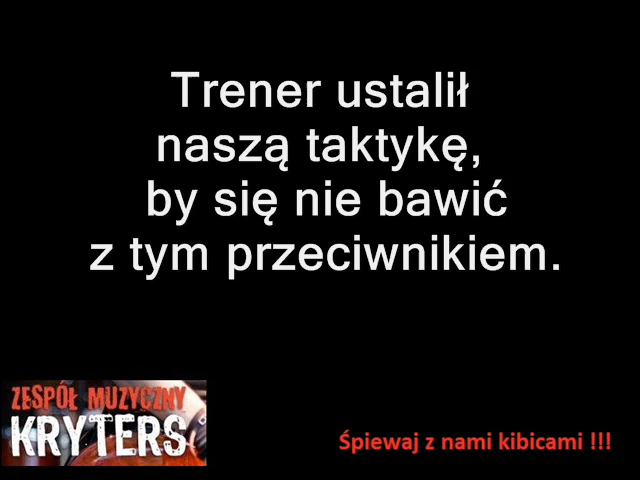 Trener ustalił
naszą taktykę,
by się nie bawić
z tym przeciwnikiem.
ZESPÓŁ MUZYCZNY
KRYTERS
Śpiewaj z nami kibicami !!!